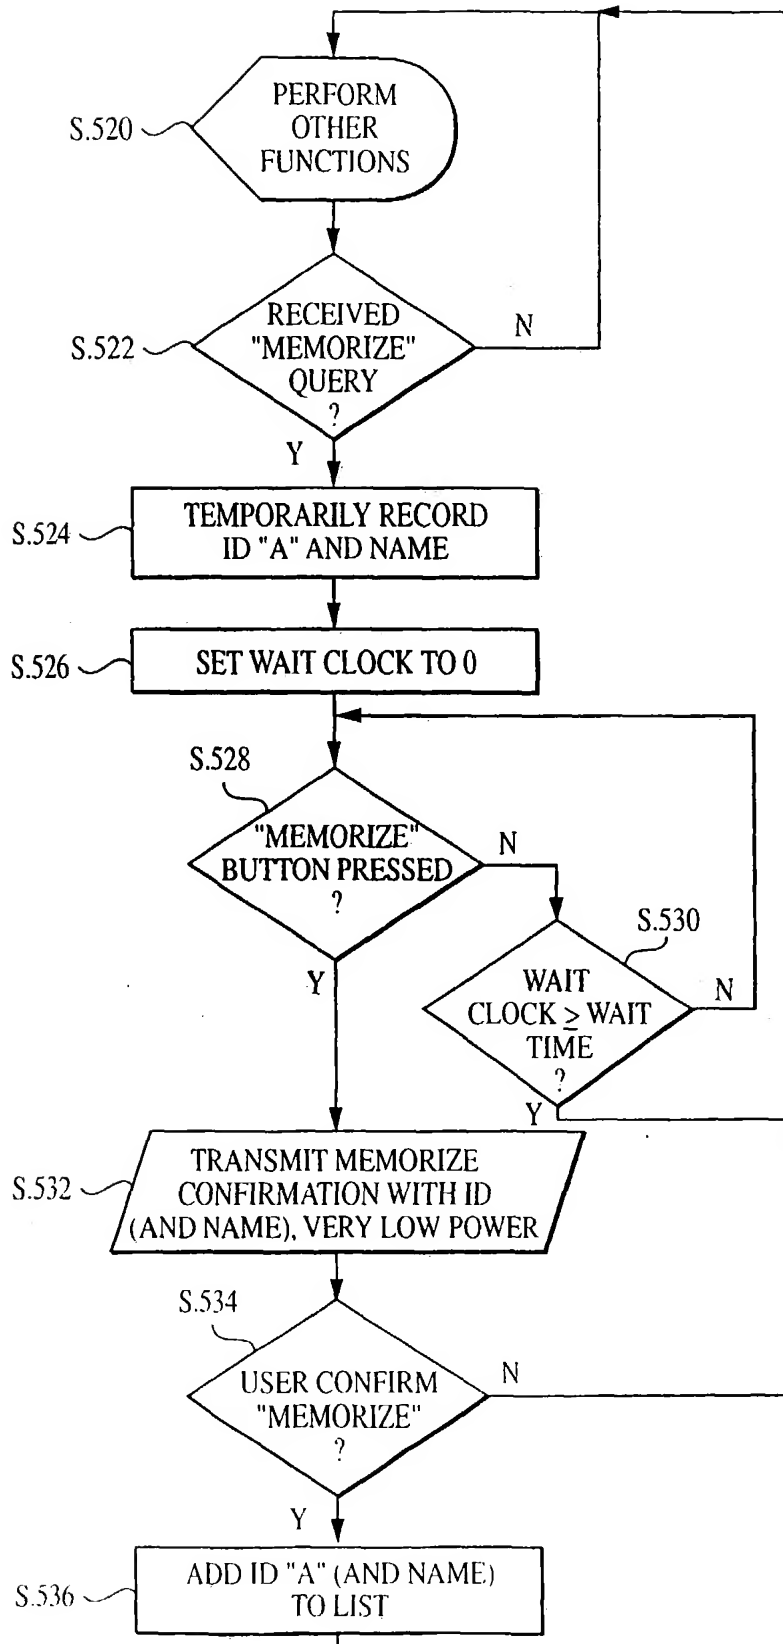 PERFORM
OTHER
FUNCTIONS
S.520
RECEIVED
"MEMORIZE"
QUERY
?
S.522
N
Y
TEMPORARILY RECORD
ID "A" AND NAME
S.524
SET WAIT CLOCK TO 0
S.526
S.528
"MEMORIZE"
BUTTON PRESSED
?
N
Y
S.530
WAIT
CLOCK ≥ WAIT
TIME
?
N
Y
TRANSMIT MEMORIZE
CONFIRMATION WITH ID
(AND NAME), VERY LOW POWER
S.532
S.534
USER CONFIRM
"MEMORIZE"
?
N
Y
ADD ID "A" (AND NAME)
TO LIST
S.536